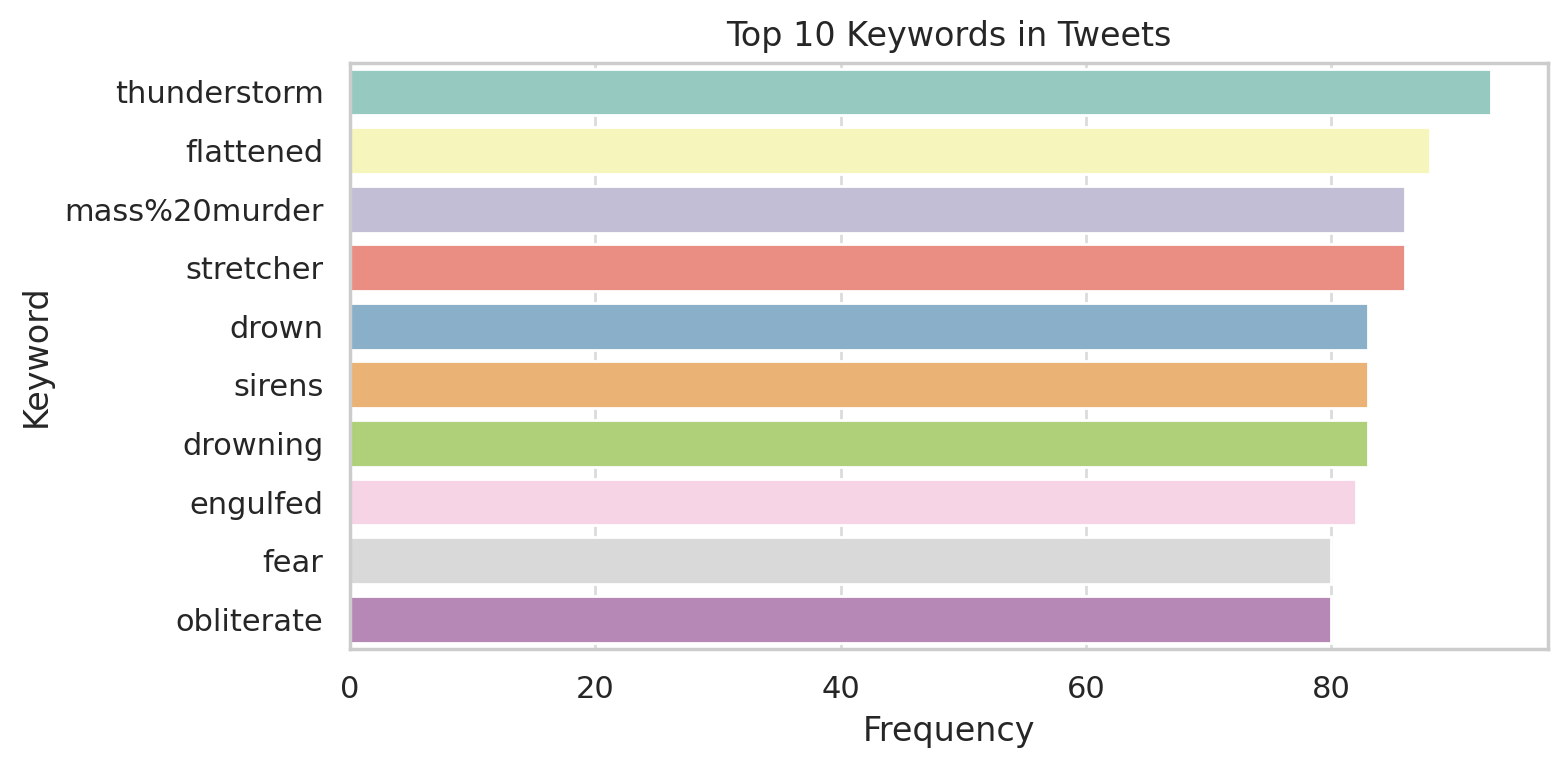 Top 10 Keywords in Tweets
Keyword
thunderstorm
flattened
mass%20murder
stretcher
drown
sirens
drowning
engulfed
fear
obliterate
0 20 40 60 80
Frequency